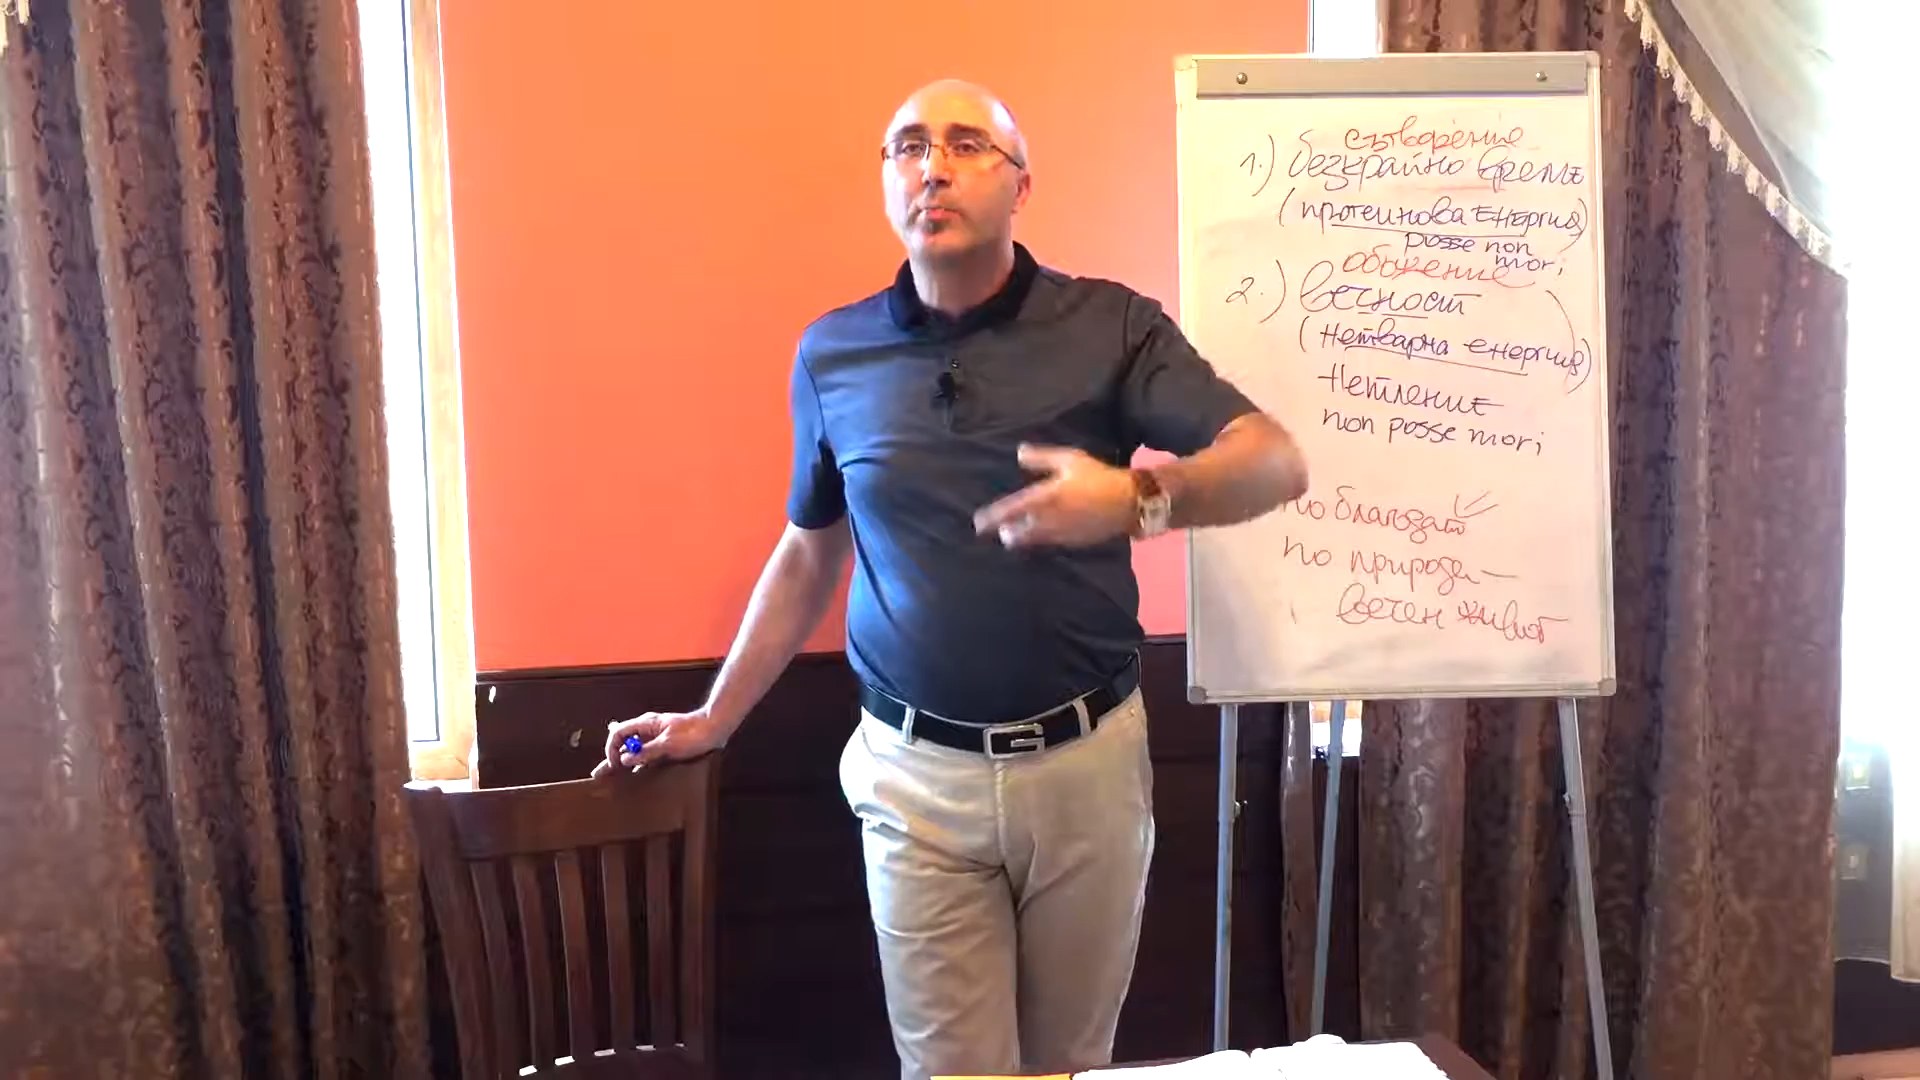 сътворение
1.) безкрайно време
(протеинова енергия)
posse non
mori
обожение
2.) вечност
(нетварна енергия)
Нетление
non posse mori
по благодат
по природа —
вечен живот
G